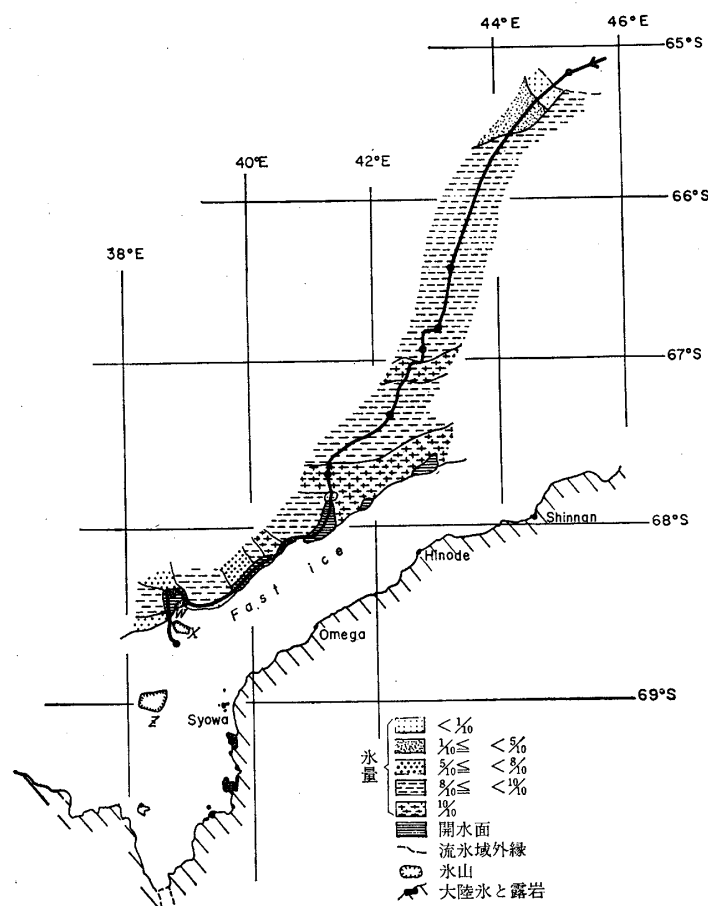 44°E 46°E
65°S
40°E 42°E
66°S
38°E
67°S
68°S
Shinnan
Hinode
Fast ice
Omega
69°S
Syowa
W
X
Z
氷量
< 1/10
1/10 ≦ < 5/10
5/10 ≦ < 8/10
8/10 ≦ < 10/10
10/10
開水面
流氷域外縁
氷山
大陸氷と露岩